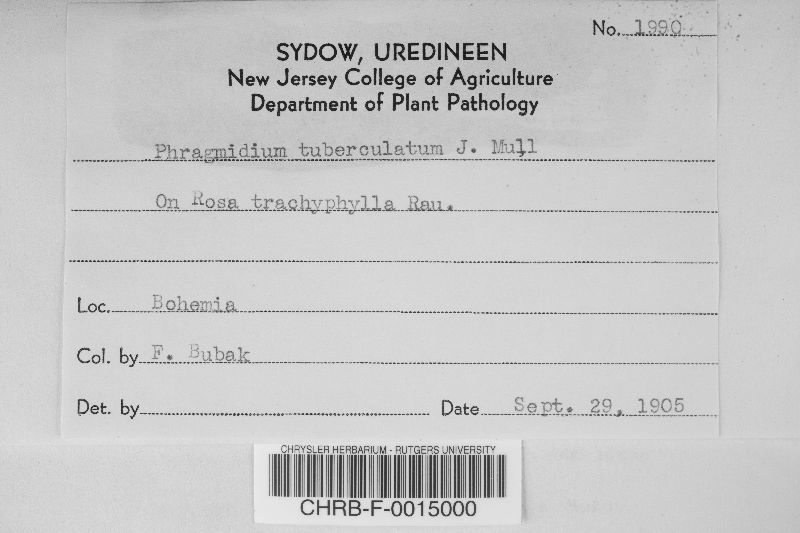 No. 1990
SYDOW, UREDINEEN
New Jersey College of Agriculture
Department of Plant Pathology
Phragmidium tuberculatum J. Mull
On Rosa trachyphylla Rau.
Loc. Bohemia
Col. by F. Bubak
Det. by
Date Sept. 29, 1905
CHRYSLER HERBARIUM - RUTGERS UNIVERSITY
CHRB-F-0015000